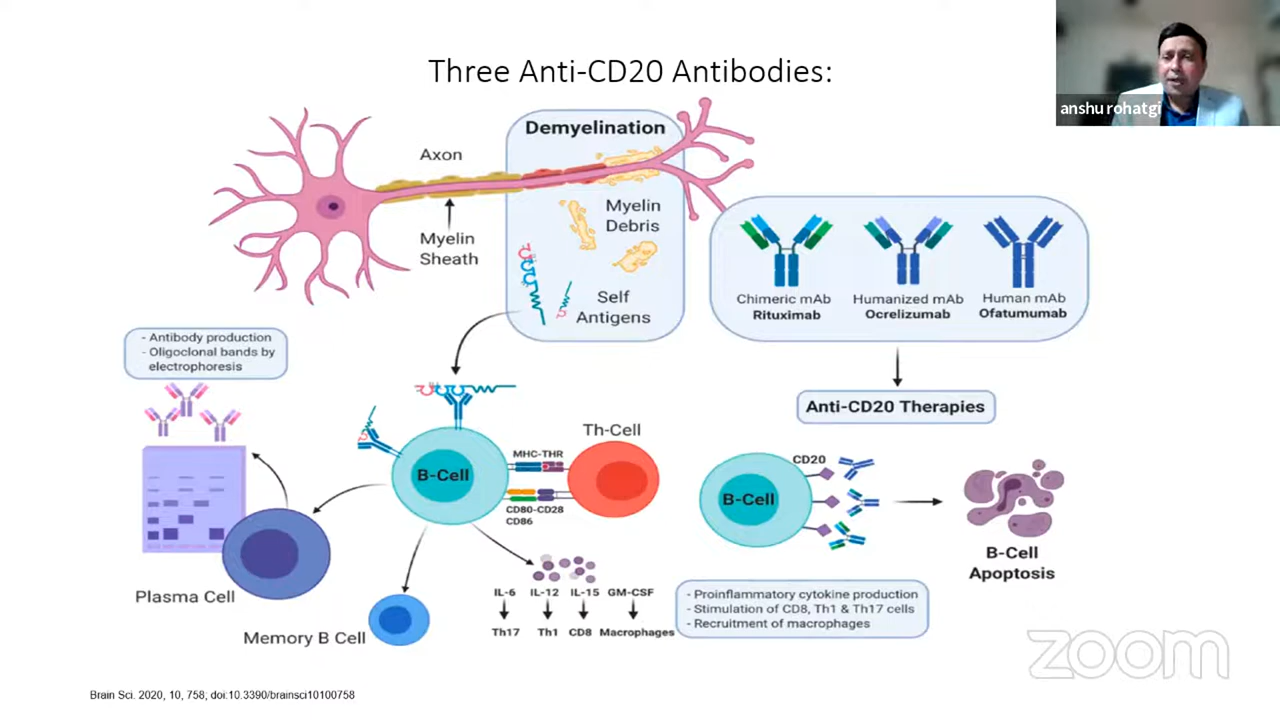 Three Anti-CD20 Antibodies:
anshu rohatgi
Demyelination
Axon
Myelin
Sheath
Myelin
Debris
Self
Antigens
Chimeric mAb
Rituximab
Humanized mAb
Ocrelizumab
Human mAb
Ofatumumab
- Antibody production
- Oligoclonal bands by
electrophoresis
Anti-CD20 Therapies
Th-Cell
MHC-THR
B-Cell
CD80-CD28
CD86
CD20
B-Cell
B-Cell
Apoptosis
Plasma Cell
Memory B Cell
IL-6 IL-12 IL-15 GM-CSF
Th17 Th1 CD8 Macrophages
- Proinflammatory cytokine production
- Stimulation of CD8, Th1 & Th17 cells
- Recruitment of macrophages
zoom
Brain Sci. 2020, 10, 758; doi:10.3390/brainsci10100758